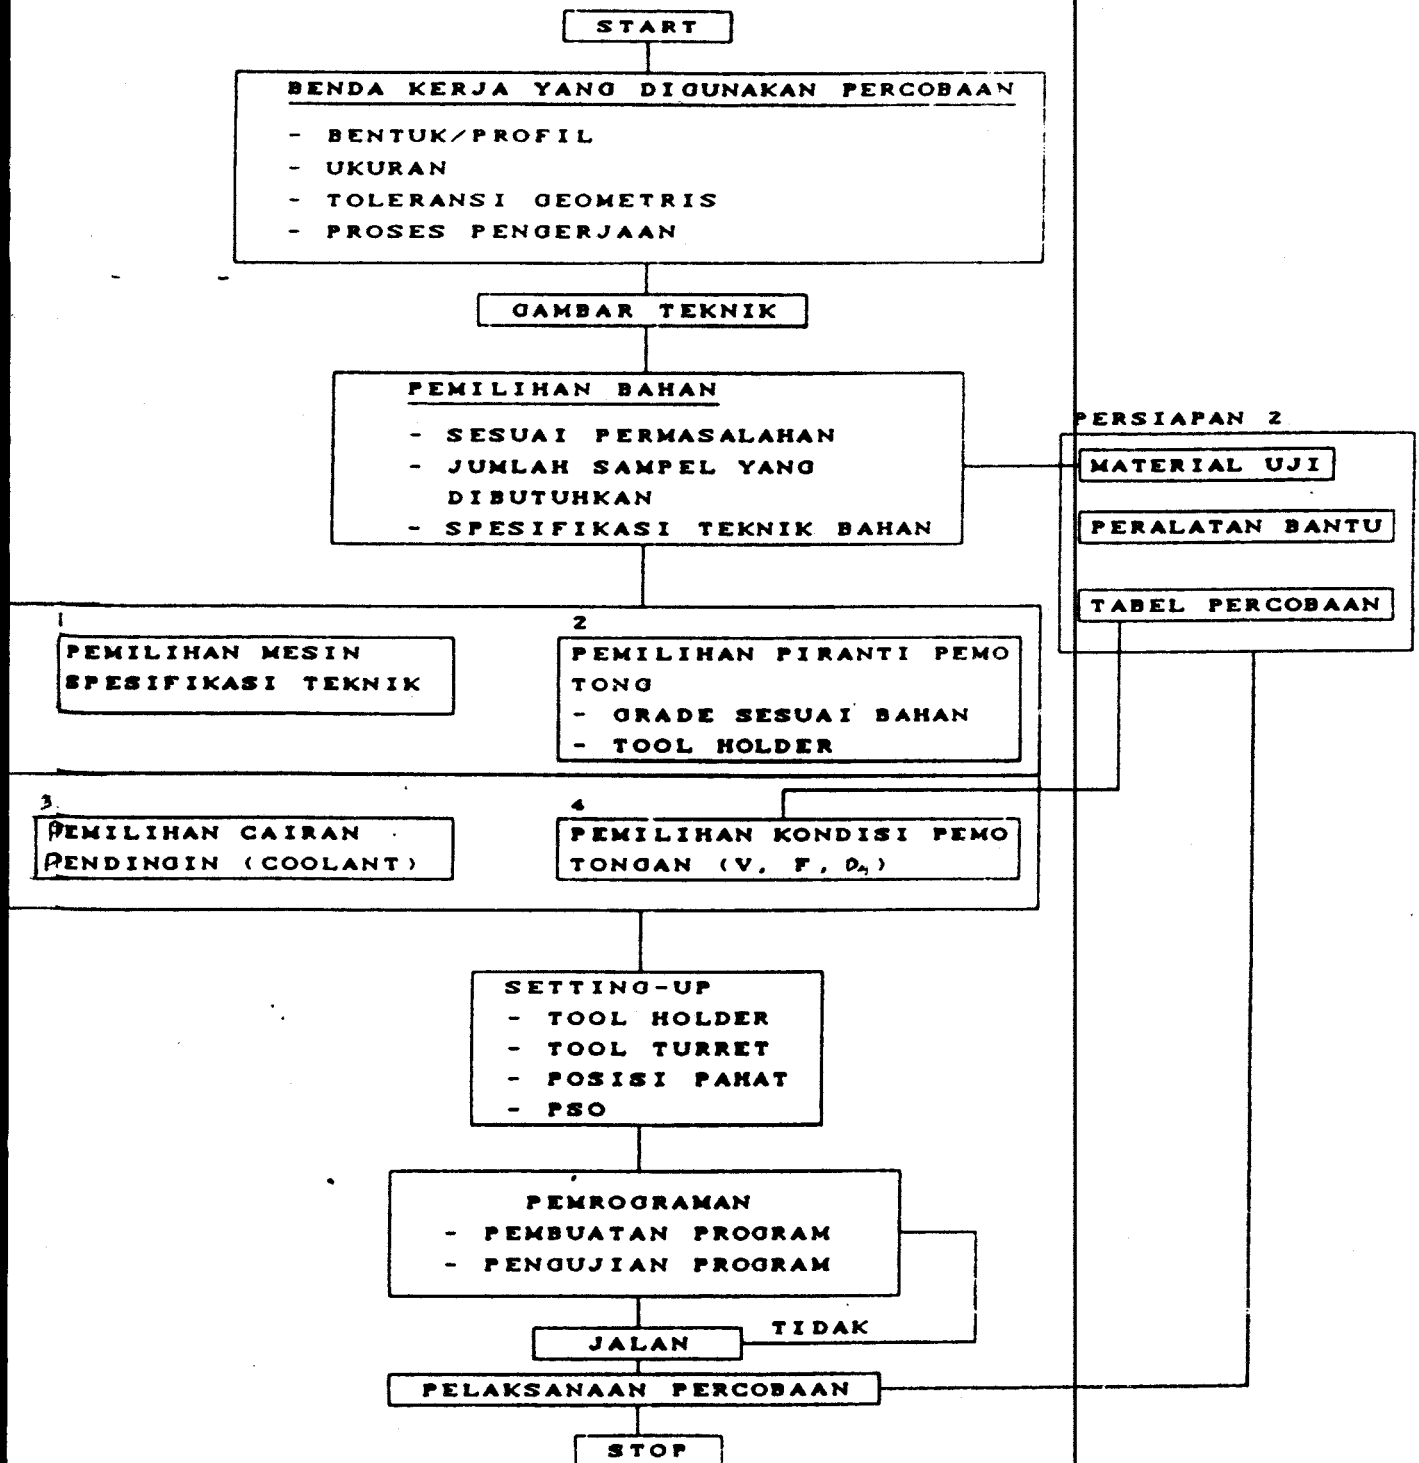 START
BENDA KERJA YANG DIGUNAKAN PERCOBAAN
- BENTUK/PROFIL
- UKURAN
- TOLERANSI GEOMETRIS
- PROSES PENGERJAAN
GAMBAR TEKNIK
PEMILIHAN BAHAN
- SESUAI PERMASALAHAN
- JUMLAH SAMPEL YANG
DIBUTUHKAN
- SPESIFIKASI TEKNIK BAHAN
PERSIAPAN 2
MATERIAL UJI
PERALATAN BANTU
TABEL PERCOBAAN
1
PEMILIHAN MESIN
SPESIFIKASI TEKNIK
2
PEMILIHAN PIRANTI PEMO
TONG
- GRADE SESUAI BAHAN
- TOOL HOLDER
3
PEMILIHAN CAIRAN
PENDINGIN (COOLANT)
4
PEMILIHAN KONDISI PEMO
TONGAN (V, F,
SETTING-UP
- TOOL HOLDER
- TOOL TURRET
- POSISI PAHAT
- PSO
PEMROGRAMAN
- PEMBUATAN PROGRAM
- PENGUJIAN PROGRAM
TIDAK
JALAN
PELAKSANAAN PERCOBAAN
STOP